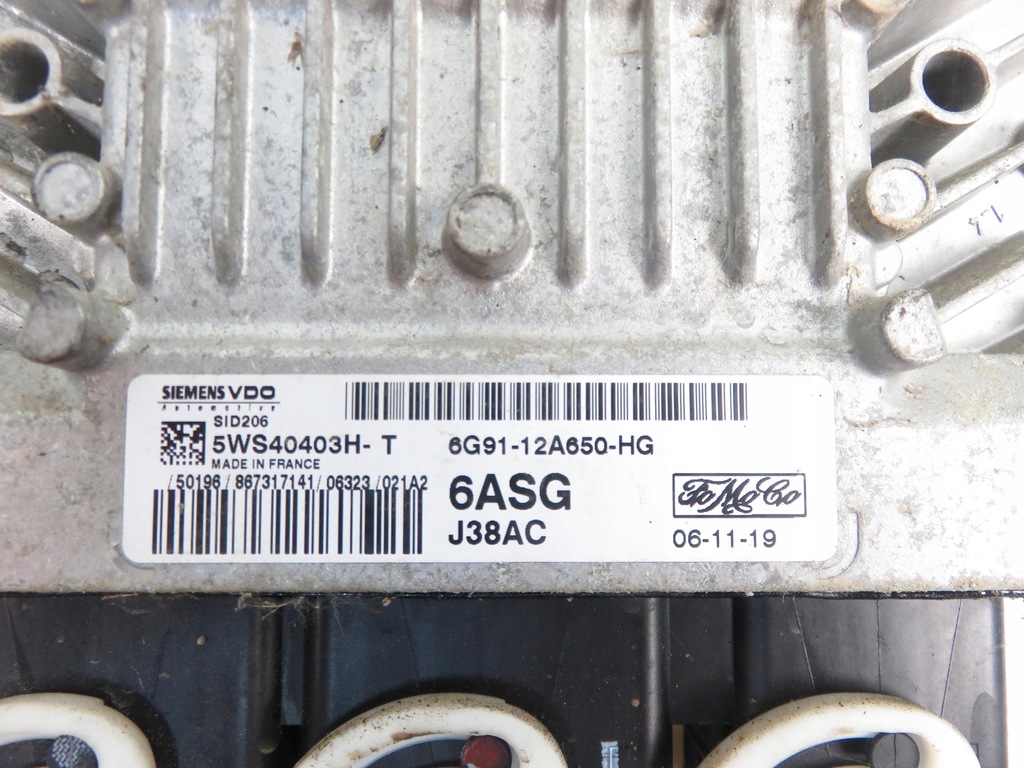 SIEMENS VDO
Automotive
SID206
5WS40403H- T 6G91-12A650-HG
MADE IN FRANCE
/ 50196 / 867317141 / 06323 / 021A2
6ASG
J38AC
FoMoCo
06-11-19